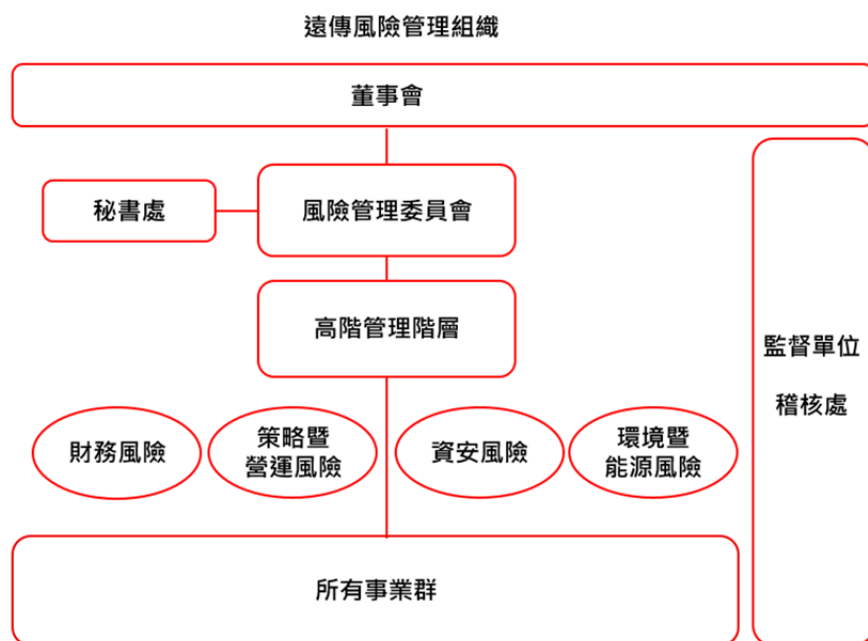 遠傳風險管理組織
董事會
秘書處
風險管理委員會
高階管理階層
監督單位
稽核處
財務風險
策略暨
營運風險
資安風險
環境暨
能源風險
所有事業群